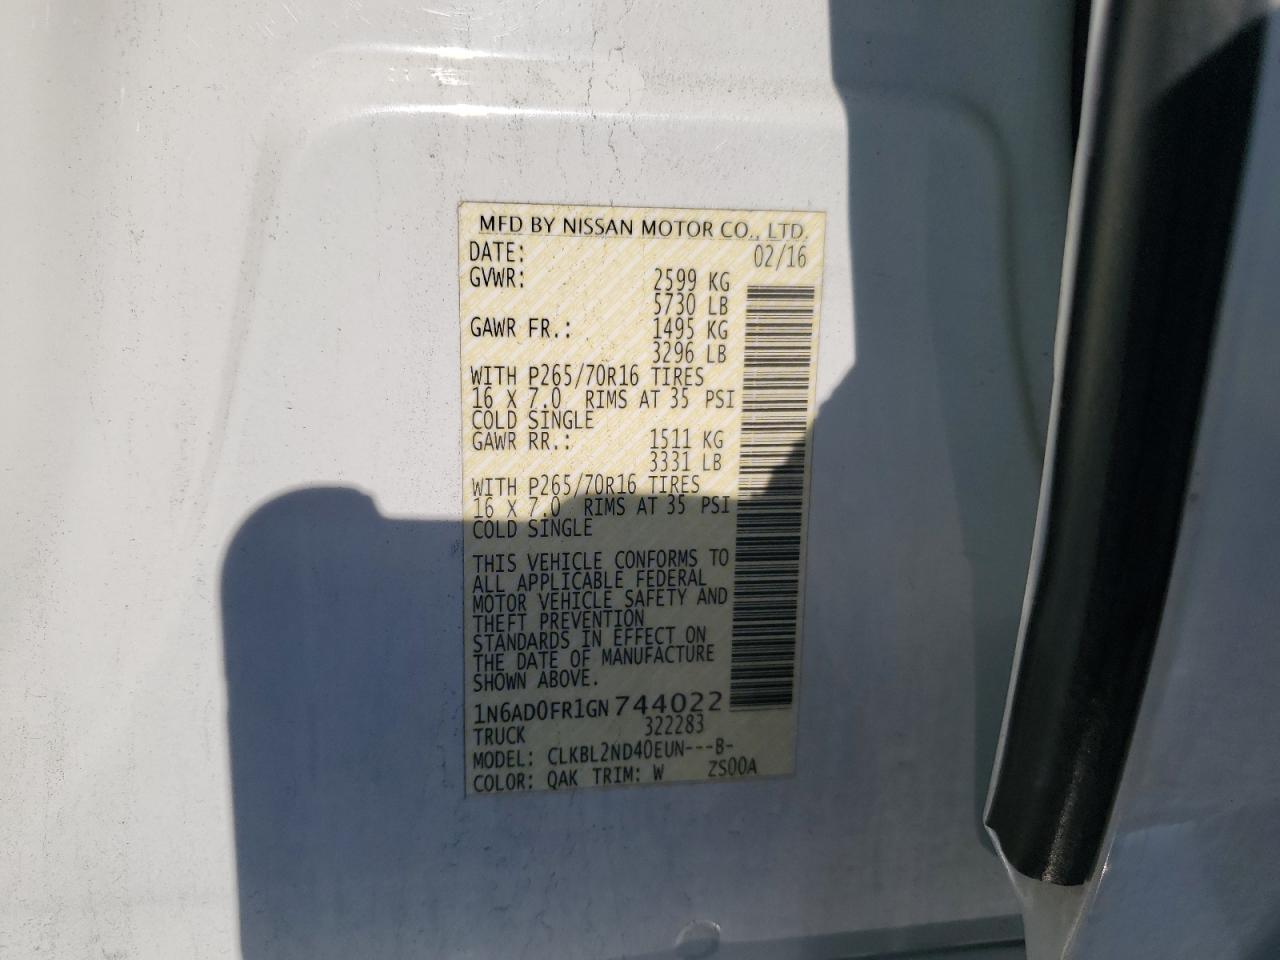 MFD BY NISSAN MOTOR CO., LTD.
DATE: 02/16
GVWR: 2599 KG
5730 LB
GAWR FR.: 1495 KG
3296 LB
WITH P265/70R16 TIRES
16 X 7.0 RIMS AT 35 PSI
COLD SINGLE
GAWR RR.: 1511 KG
3331 LB
WITH P265/70R16 TIRES
16 X 7.0 RIMS AT 35 PSI
COLD SINGLE
THIS VEHICLE CONFORMS TO
ALL APPLICABLE FEDERAL
MOTOR VEHICLE SAFETY AND
THEFT PREVENTION
STANDARDS IN EFFECT ON
THE DATE OF MANUFACTURE
SHOWN ABOVE.
1N6AD0FR1GN744022
TRUCK 322283
MODEL: CLKBL2ND40EUN---B-
COLOR: QAK TRIM: W ZS00A